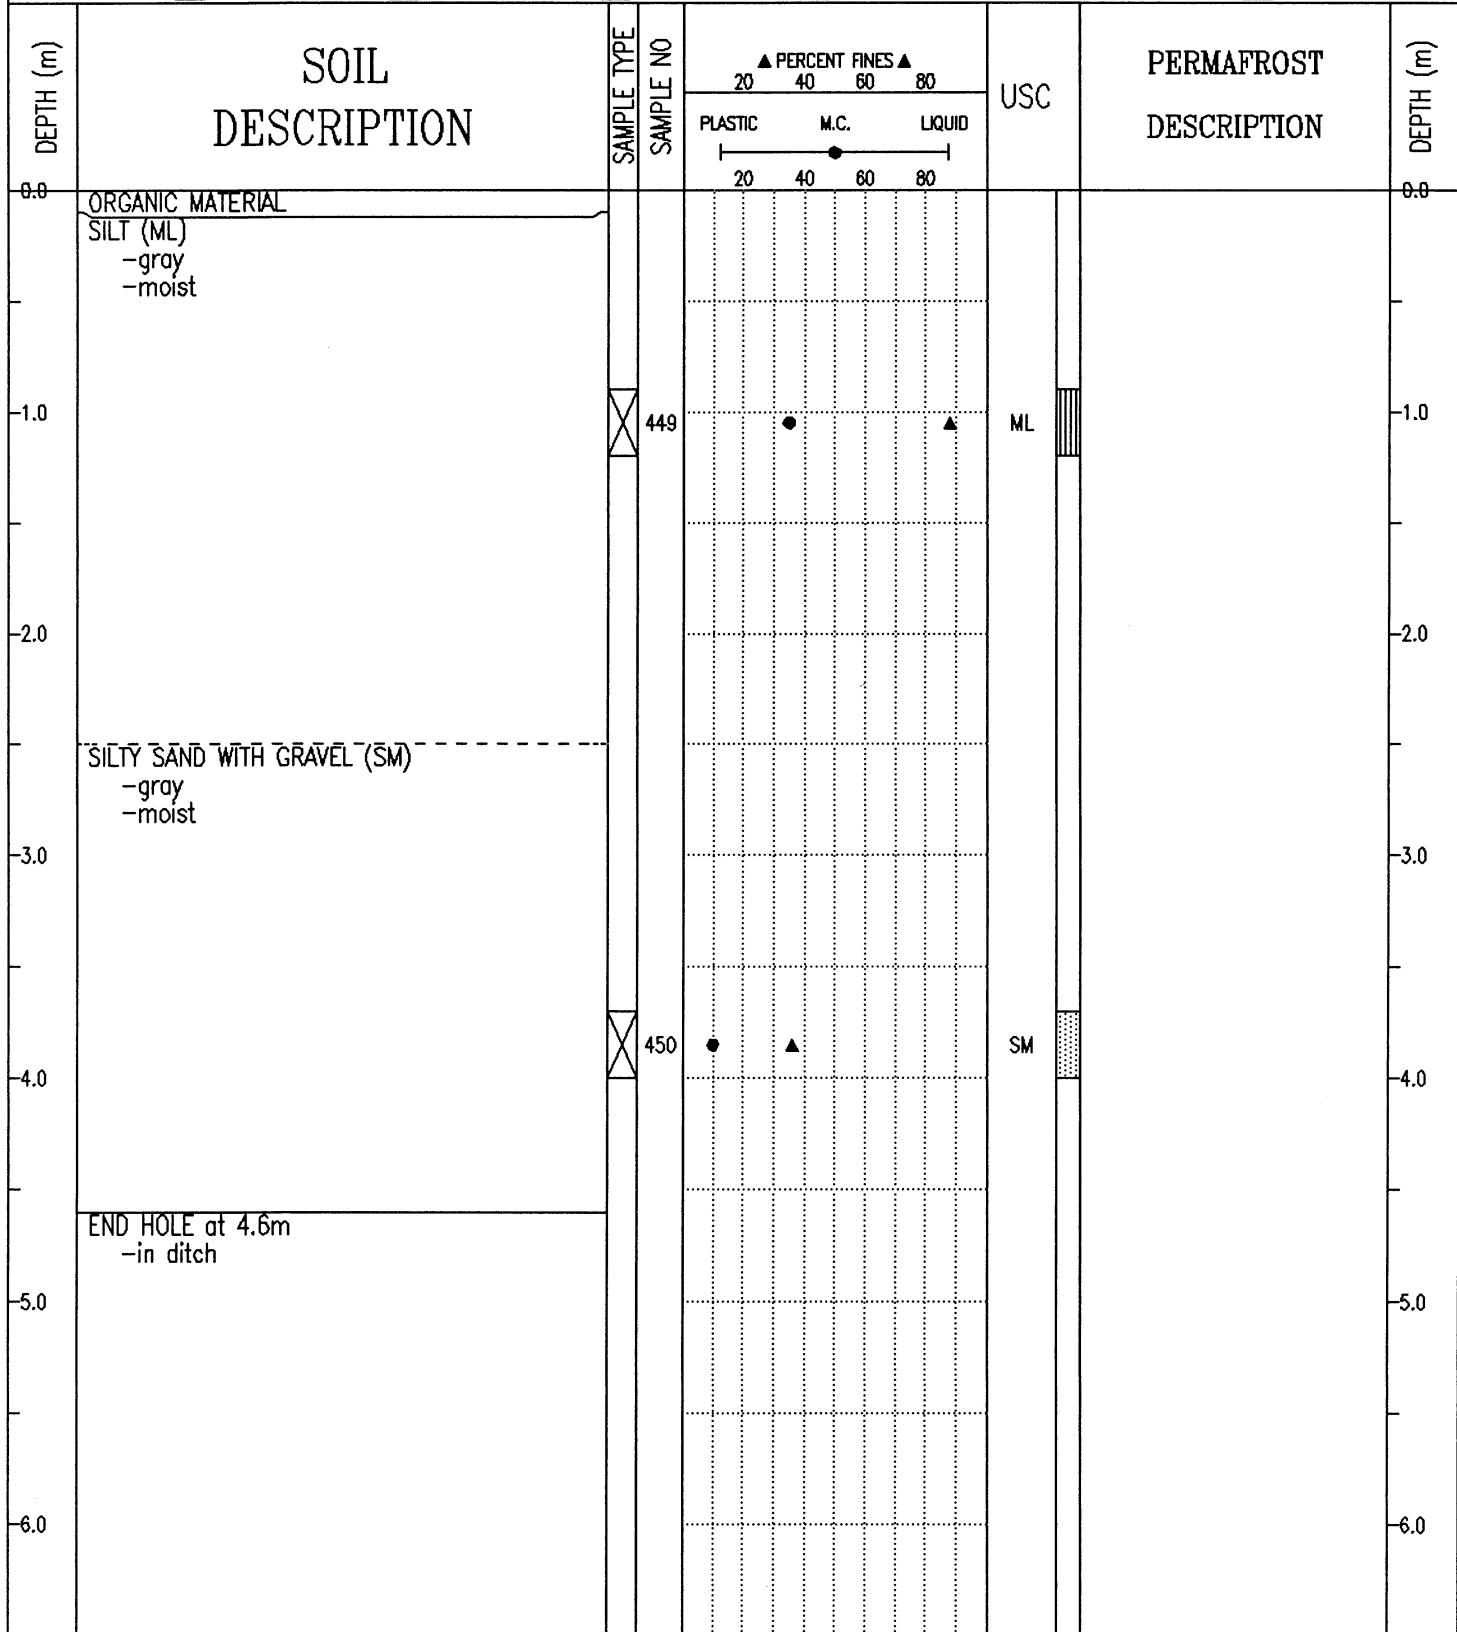 DEPTH (m)
SOIL
DESCRIPTION
SAMPLE TYPE
SAMPLE NO
▲ PERCENT FINES ▲
20 40 60 80
PLASTIC M.C. LIQUID
20 40 60 80
USC
PERMAFROST
DESCRIPTION
DEPTH (m)
0.0 0.0
ORGANIC MATERIAL
SILT (ML)
-gray
-moist
1.0 449 ML 1.0
2.0 2.0
SILTY SAND WITH GRAVEL (SM)
-gray
-moist
3.0 3.0
450 SM
4.0 4.0
END HOLE at 4.6m
-in ditch
5.0 5.0
6.0 6.0